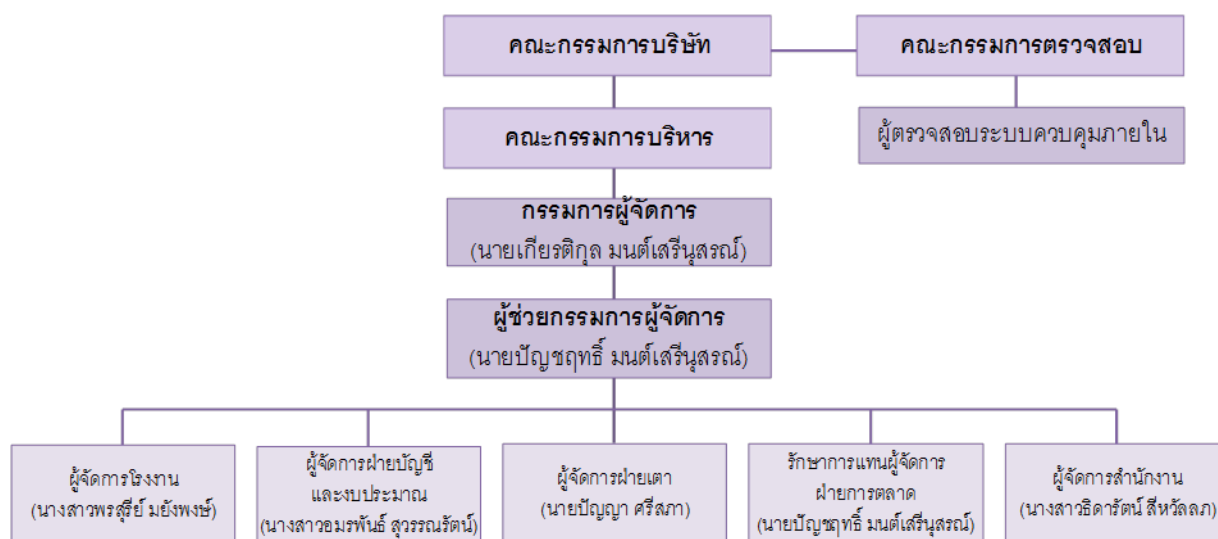 คณะกรรมการบริษัท
คณะกรรมการตรวจสอบ
คณะกรรมการบริหาร
ผู้ตรวจสอบระบบควบคุมภายใน
กรรมการผู้จัดการ
(นายเกียรติกุล มนต์เสรีนุสรณ์)
ผู้ช่วยกรรมการผู้จัดการ
(นายปัญชฤทธิ์ มนต์เสรีนุสรณ์)
ผู้จัดการโรงงาน
(นางสาวพรสุรีย์ มยังพงษ์)
ผู้จัดการฝ่ายบัญชี
และงบประมาณ
(นางสาวอมรพันธ์ สุวรรณรัตน์)
ผู้จัดการฝ่ายเตา
(นายปัญญา ศรีสภา)
รักษาการแทนผู้จัดการ
ฝ่ายการตลาด
(นายปัญชฤทธิ์ มนต์เสรีนุสรณ์)
ผู้จัดการสำนักงาน
(นางสาวธิดารัตน์ สีหวัลลภ)